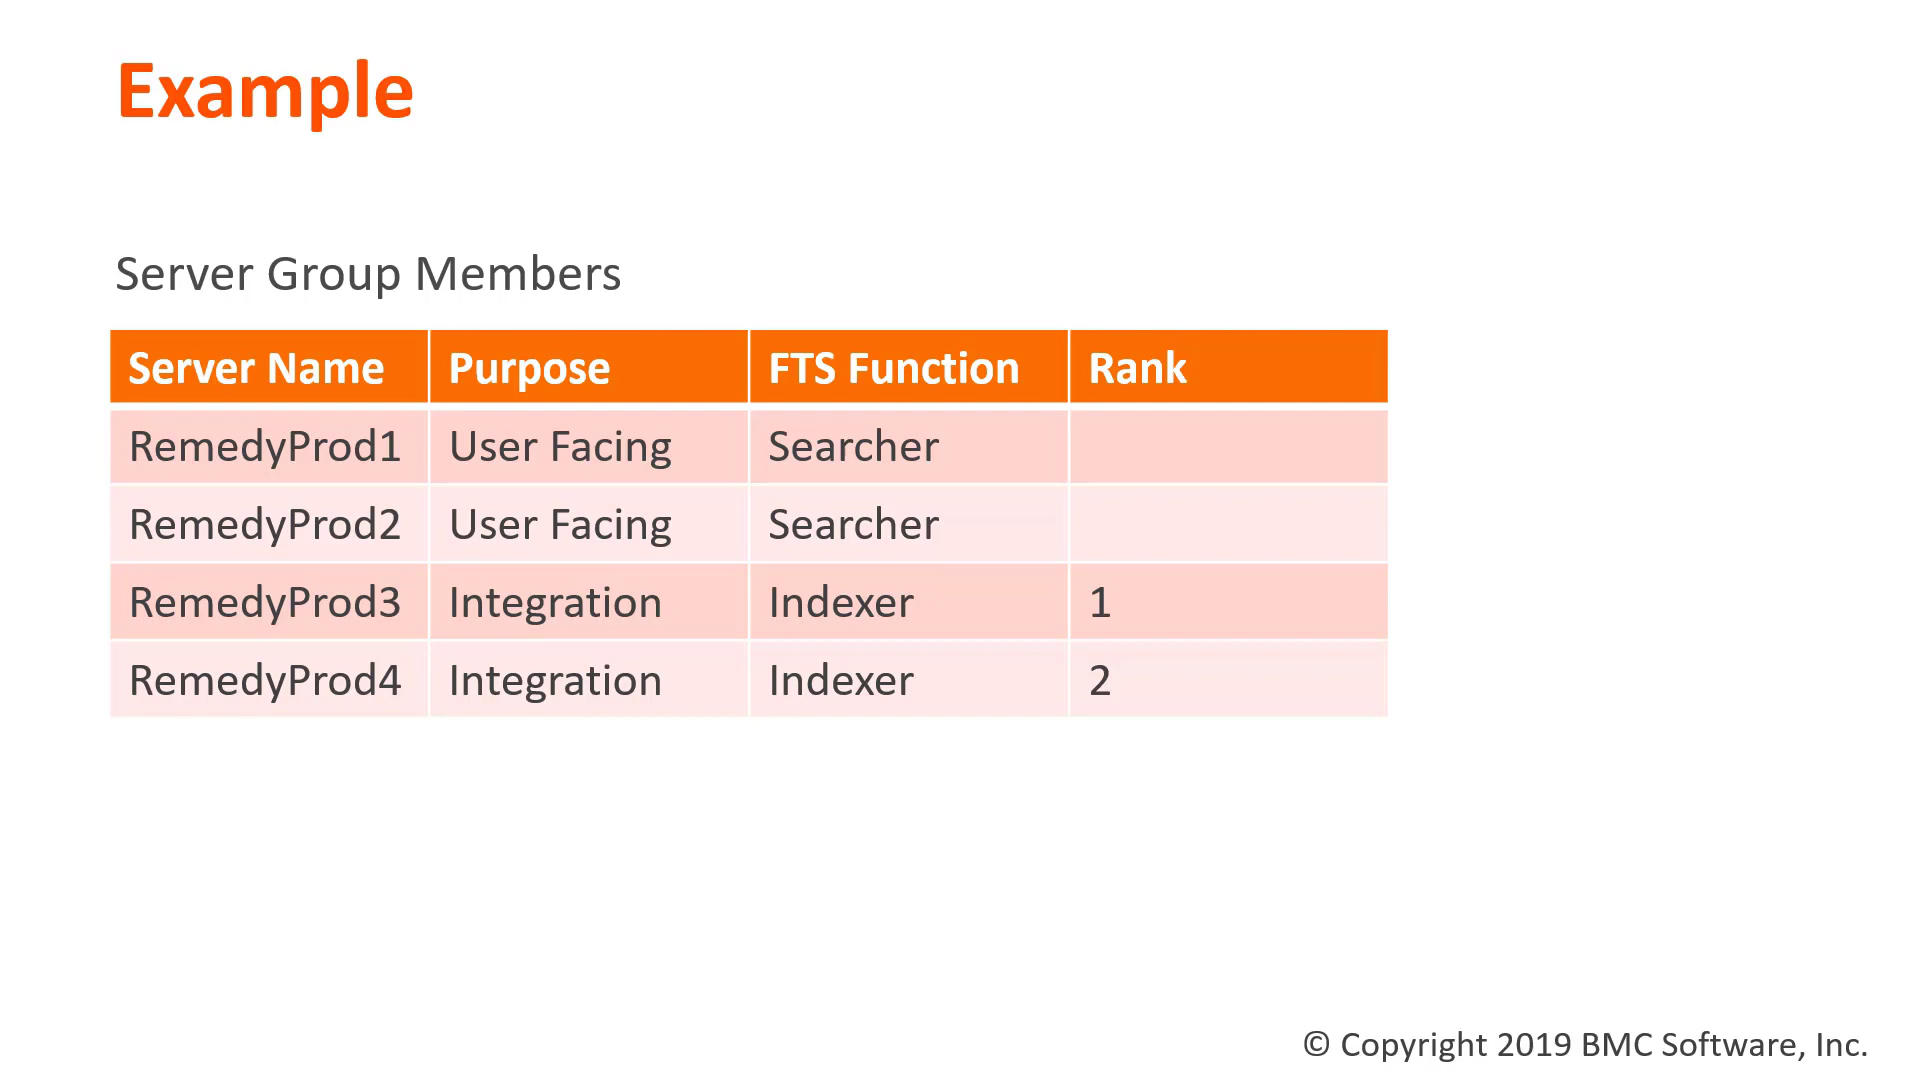 Example
Server Group Members
Server Name Purpose FTS Function Rank
RemedyProd1 User Facing Searcher
RemedyProd2 User Facing Searcher
RemedyProd3 Integration Indexer 1
RemedyProd4 Integration Indexer 2
© Copyright 2019 BMC Software, Inc.